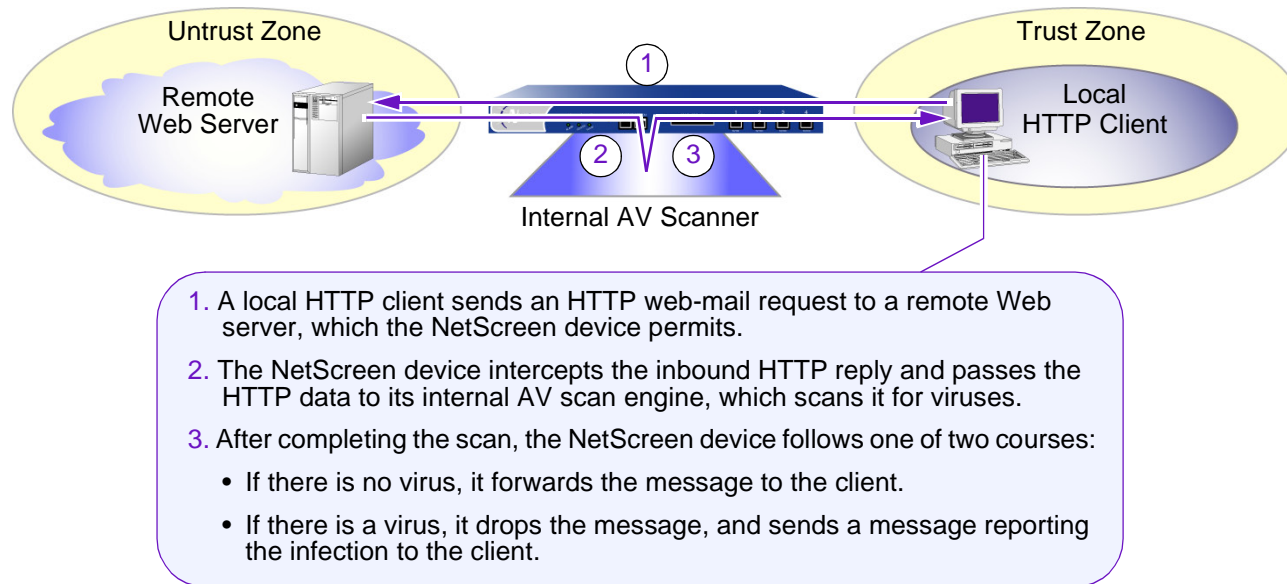 Untrust Zone
Trust Zone
1
Remote
Web Server
Local
HTTP Client
2
3
Internal AV Scanner
1. A local HTTP client sends an HTTP web-mail request to a remote Web
server, which the NetScreen device permits.
2. The NetScreen device intercepts the inbound HTTP reply and passes the
HTTP data to its internal AV scan engine, which scans it for viruses.
3. After completing the scan, the NetScreen device follows one of two courses:
• If there is no virus, it forwards the message to the client.
• If there is a virus, it drops the message, and sends a message reporting
the infection to the client.